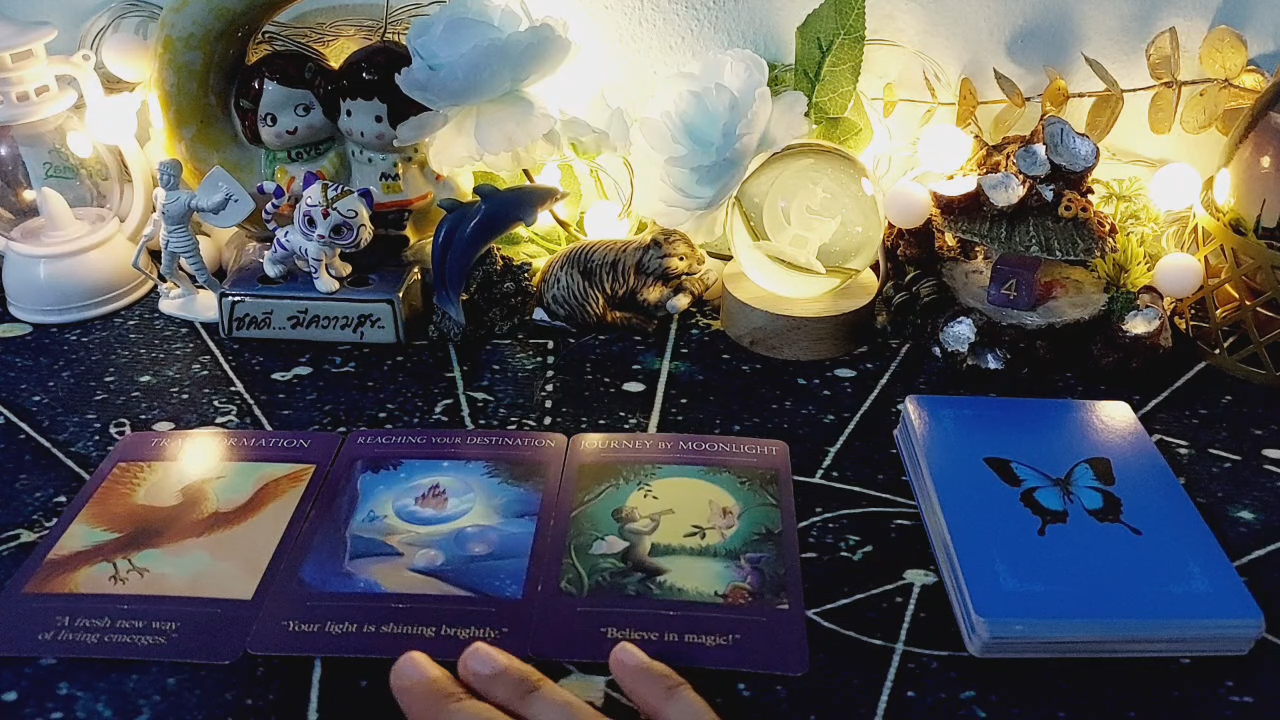 Love
โชคดี...มีความสุข..
4
TRANSFORMATION
REACHING YOUR DESTINATION
JOURNEY BY MOONLIGHT
"A fresh new way
of living emerges."
"Your light is shining brightly."
"Believe in magic!"